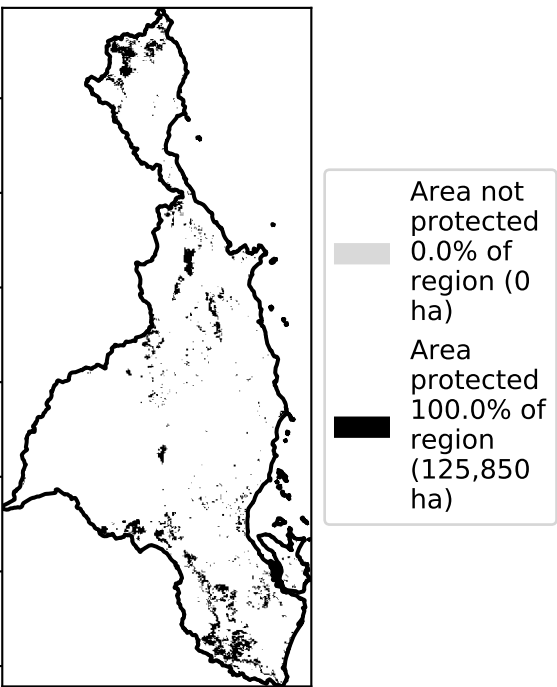 Area not
protected
0.0% of
region (0
ha)
Area
protected
100.0% of
region
(125,850
ha)